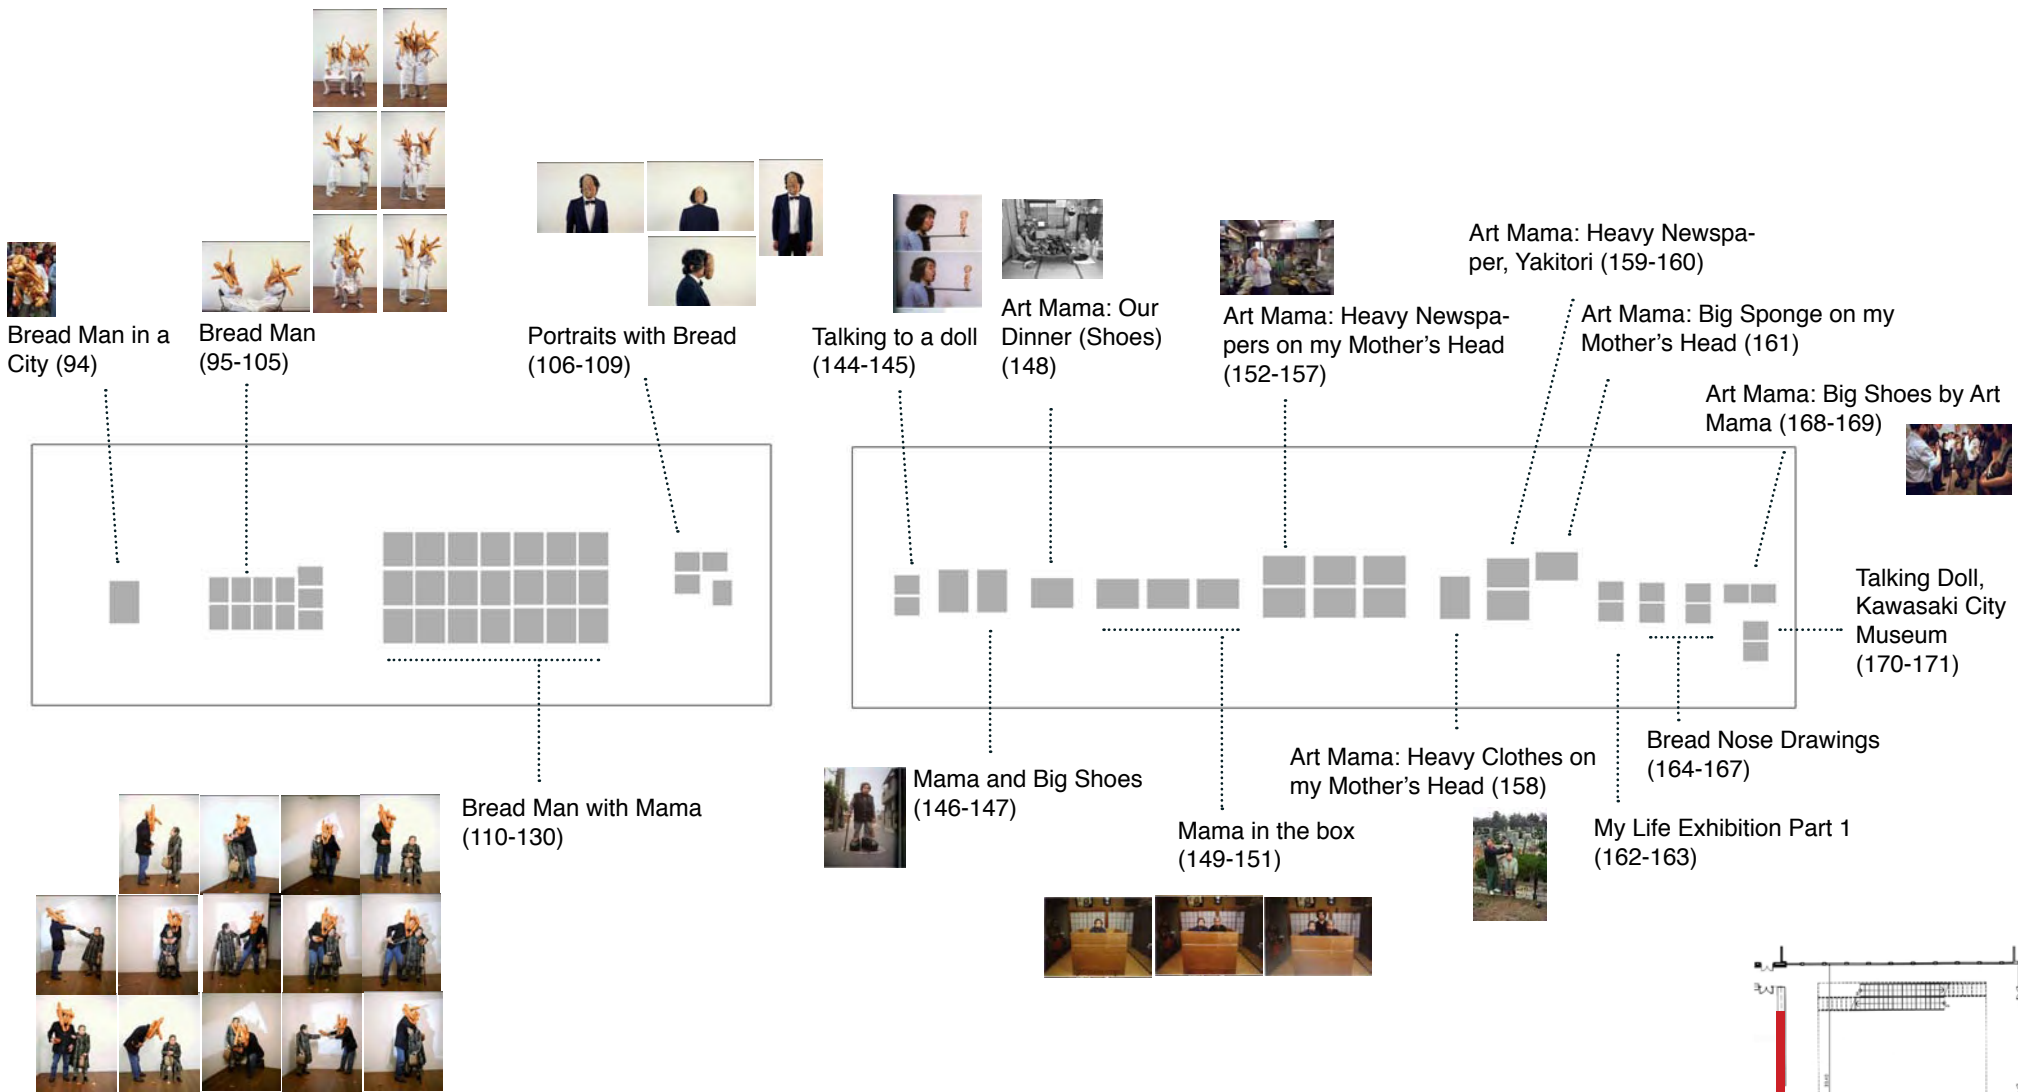 Bread Man in a
City (94)
Bread Man
(95-105)
Portraits with Bread
(106-109)
Talking to a doll
(144-145)
Art Mama: Our
Dinner (Shoes)
(148)
Art Mama: Heavy Newspa-
pers on my Mother's Head
(152-157)
Art Mama: Heavy Newspa-
per, Yakitori (159-160)
Art Mama: Big Sponge on my
Mother's Head (161)
Art Mama: Big Shoes by Art
Mama (168-169)
Talking Doll,
Kawasaki City
Museum
(170-171)
Bread Man with Mama
(110-130)
Mama and Big Shoes
(146-147)
Mama in the box
(149-151)
Art Mama: Heavy Clothes on
my Mother's Head (158)
Bread Nose Drawings
(164-167)
My Life Exhibition Part 1
(162-163)